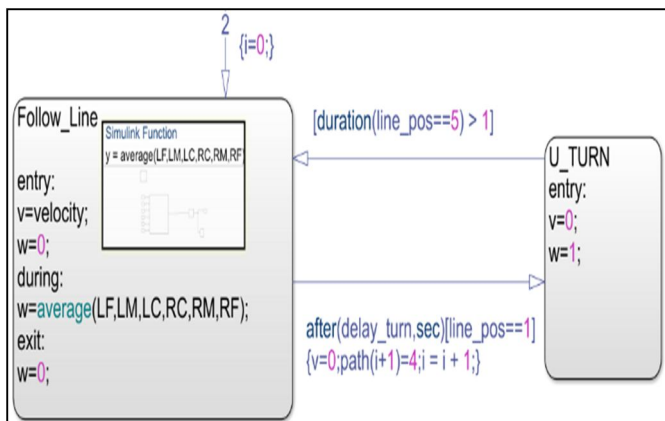 2
{i=0;}
Follow_Line
Simulink Function
y = average(LF,LM,LC,RC,RM,RF)
entry:
v=velocity;
w=0;
during:
w=average(LF,LM,LC,RC,RM,RF);
exit:
w=0;
[duration(line_pos==5) > 1]
after(delay_turn,sec)[line_pos==1]
{v=0;path(i+1)=4;i = i + 1;}
U_TURN
entry:
v=0;
w=1;